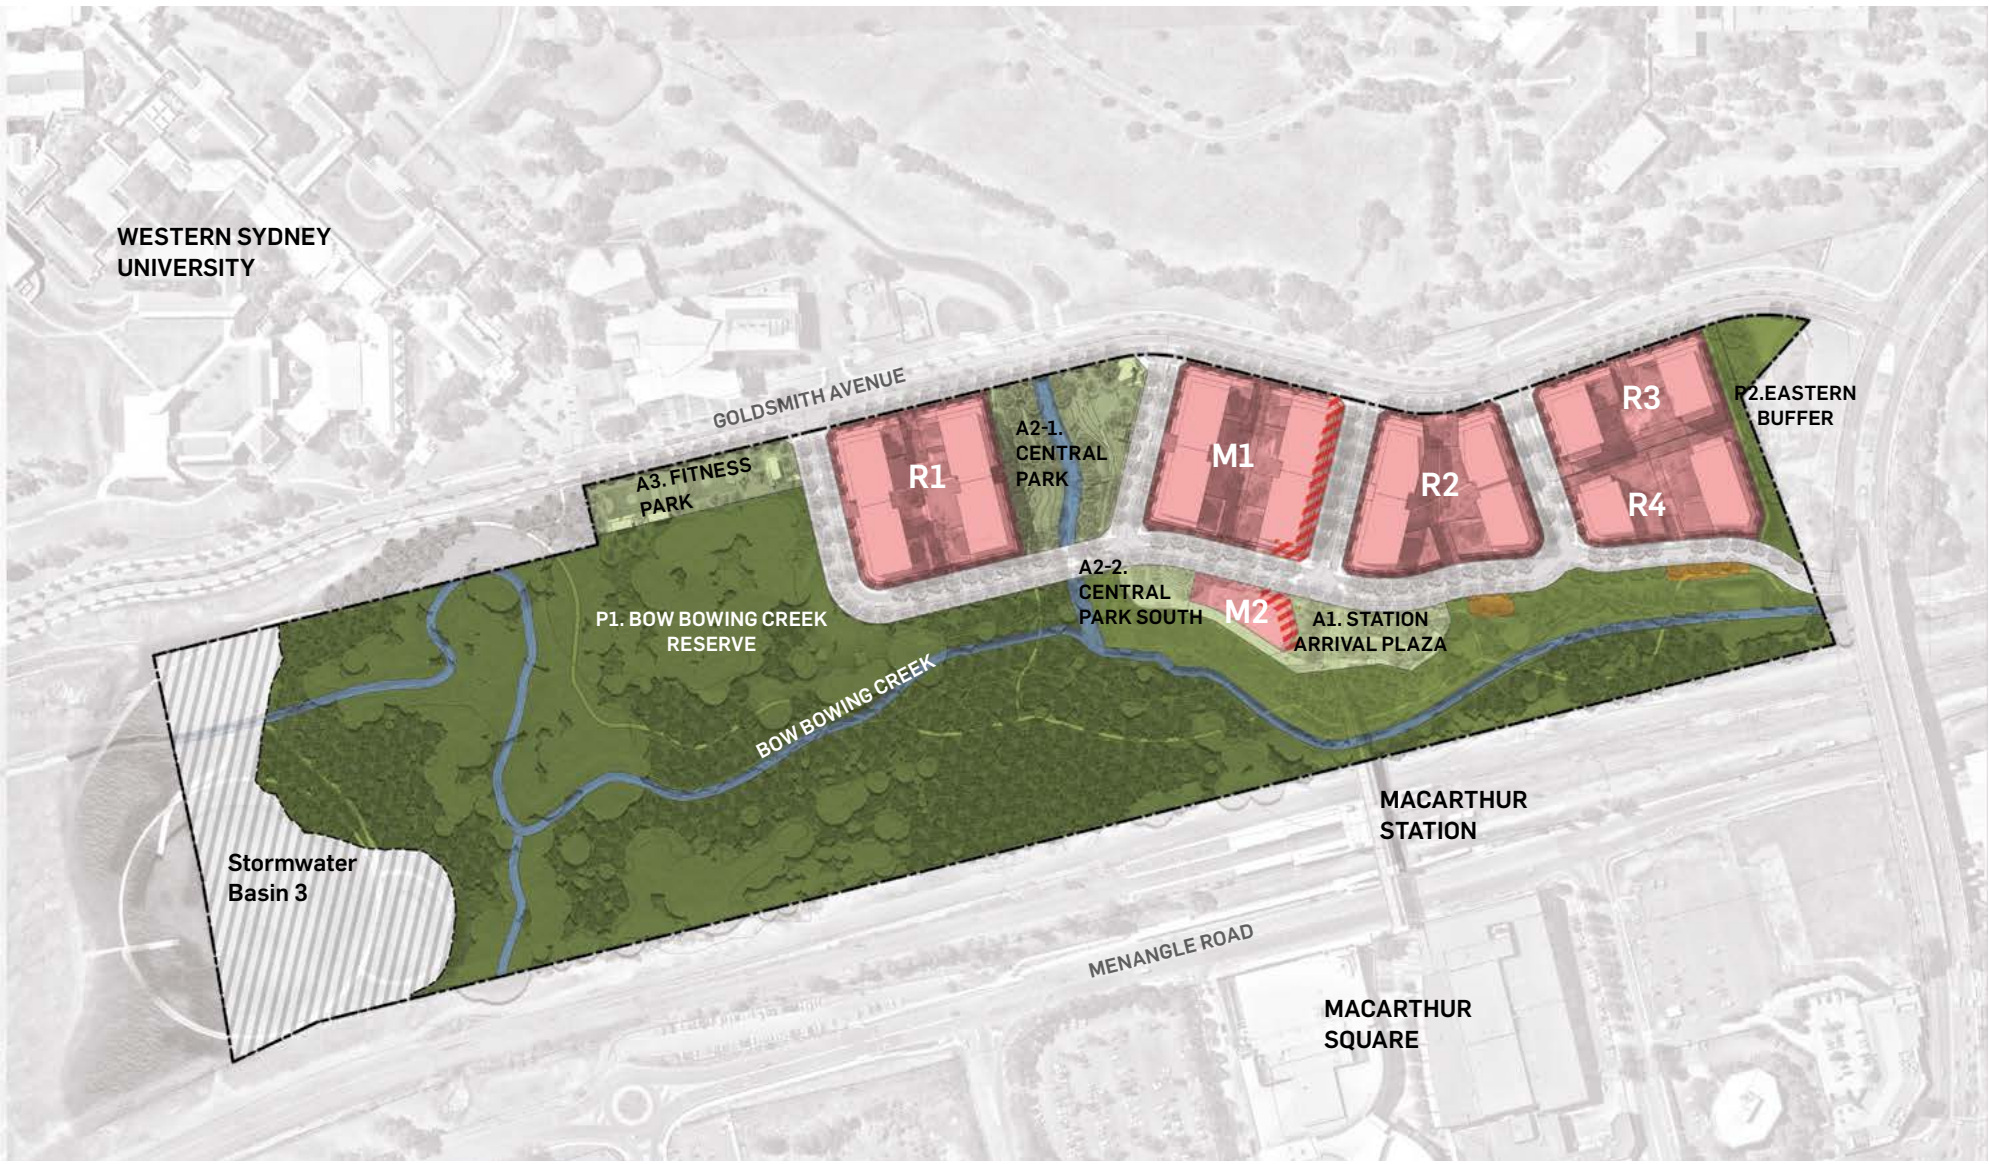 WESTERN SYDNEY
UNIVERSITY
GOLDSMITH AVENUE
A3. FITNESS
PARK
R1
A2-1.
CENTRAL
PARK
M1
R2
R3
R4
P2.EASTERN
BUFFER
A2-2.
CENTRAL
PARK SOUTH
M2
A1. STATION
ARRIVAL PLAZA
P1. BOW BOWING CREEK
RESERVE
BOW BOWING CREEK
Stormwater
Basin 3
MACARTHUR
STATION
MENANGLE ROAD
MACARTHUR
SQUARE